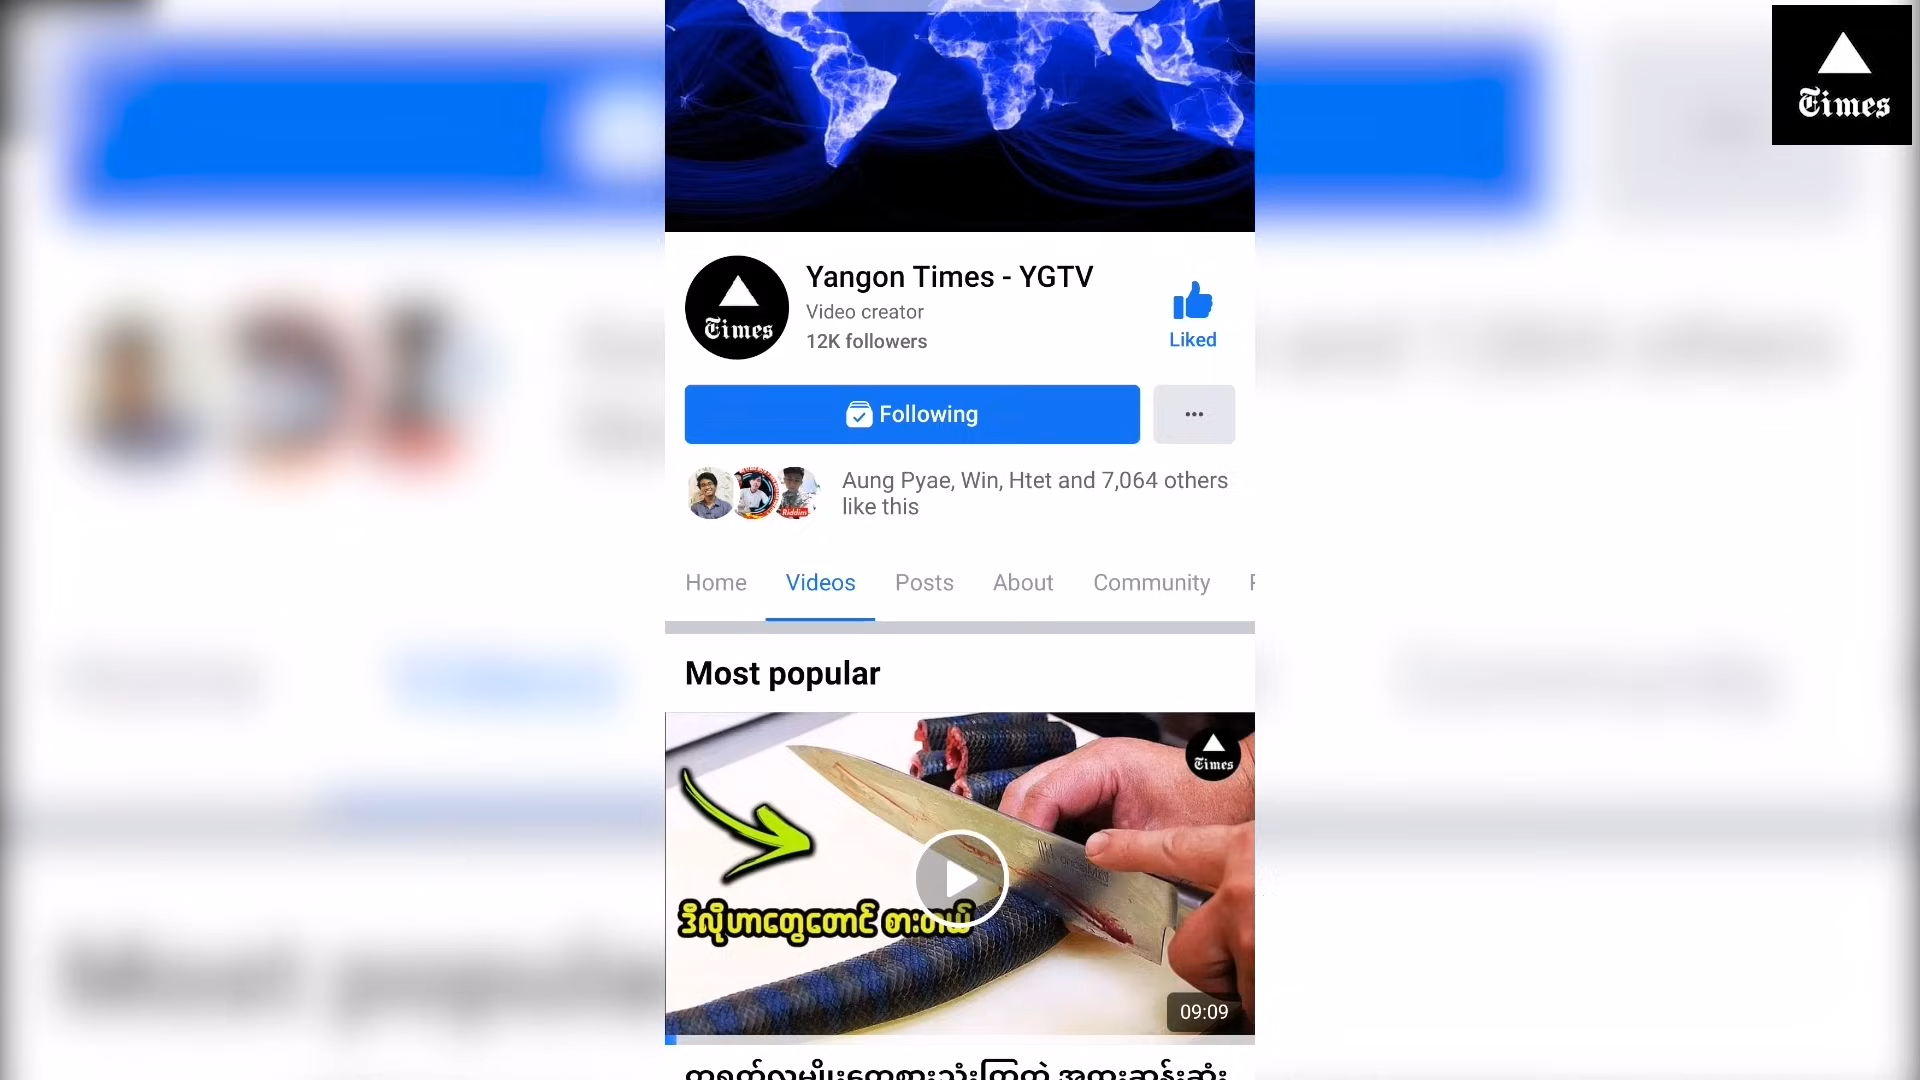 Times
Yangon Times - YGTV
Video creator
12K followers
Times
Liked
Following
Aung Pyae, Win, Htet and 7,064 others
like this
Riddim
Home Videos Posts About Community
Most popular
Times
ဒီလိုဟာတွေတောင် စားတယ်
09:09